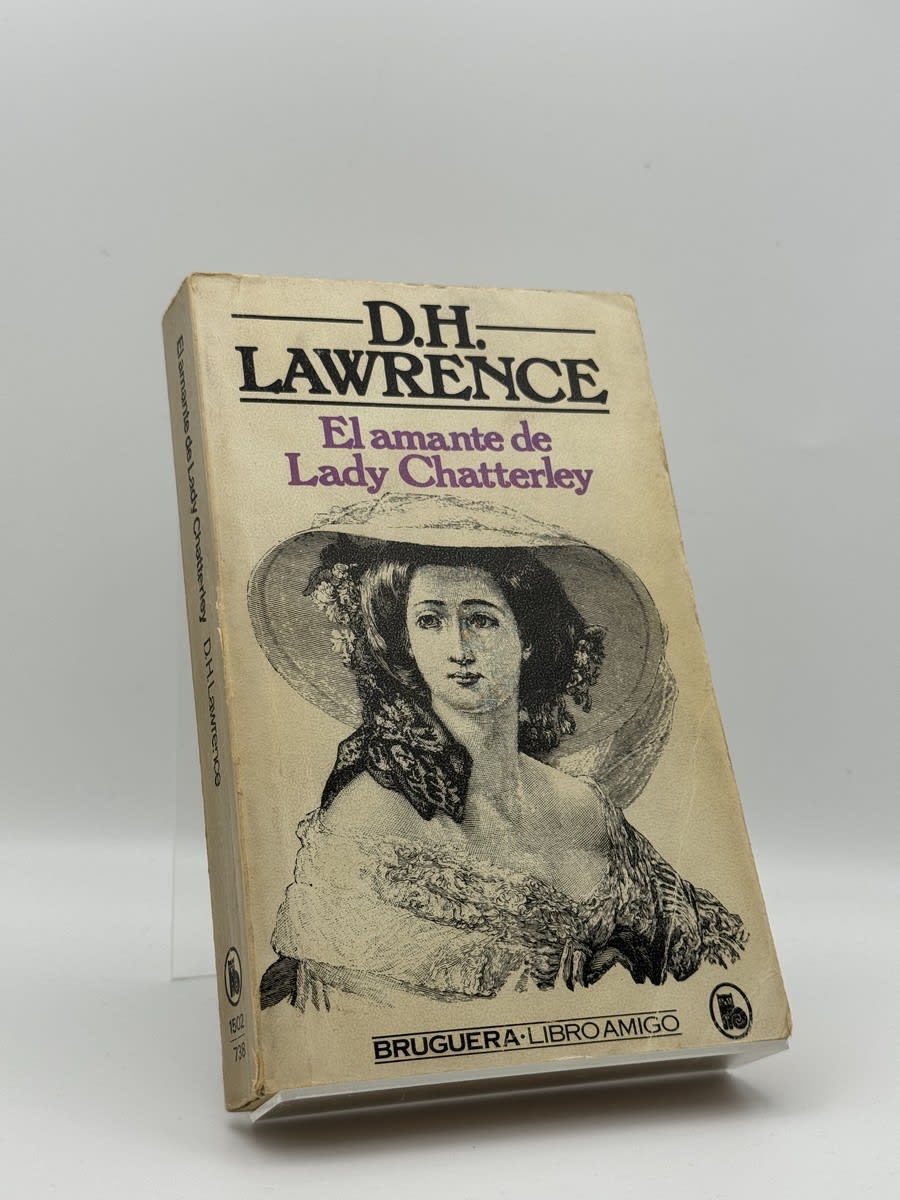 D.H.
LAWRENCE
El amante de
Lady Chatterley
BRUGUERA·LIBRO AMIGO
El amante de Lady Chatterley D.H.Lawrence
1502
738